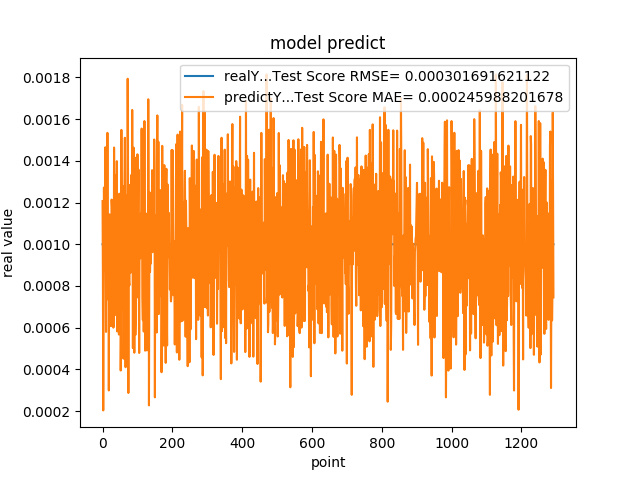 model predict
realY...Test Score RMSE= 0.000301691621122
predictY...Test Score MAE= 0.000245988201678
0.0018
0.0016
0.0014
0.0012
0.0010
0.0008
0.0006
0.0004
0.0002
real value
0 200 400 600 800 1000 1200
point